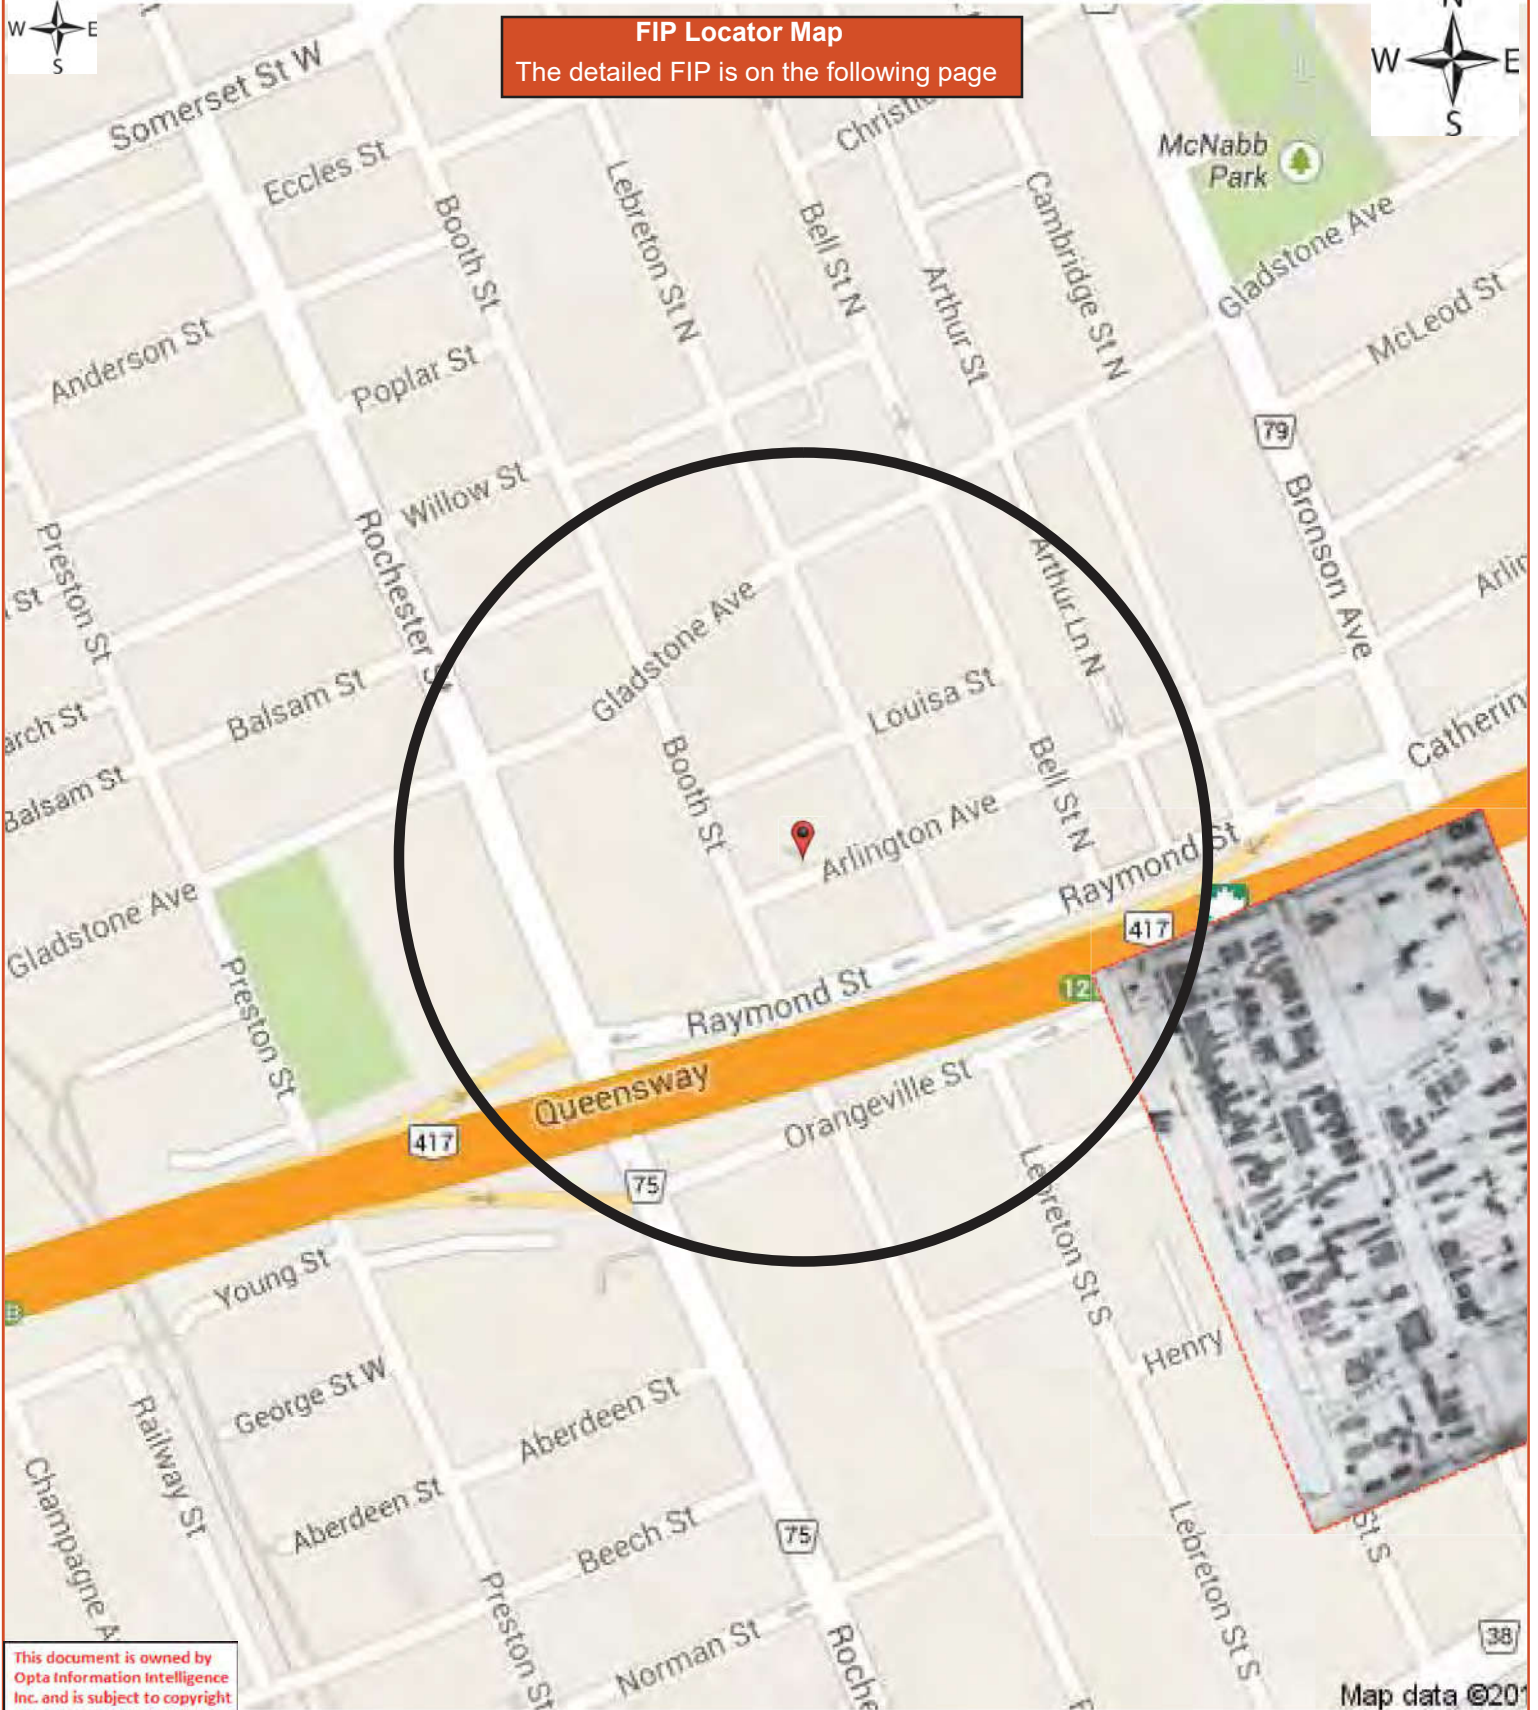 W E
S
FIP Locator Map
The detailed FIP is on the following page
N
W E
S
Somerset St W
Eccles St
Booth St
Lebreton St N
Bell St N
Arthur St
Cambridge St N
McNabb
Park
Gladstone Ave
McLeod St
Anderson St
Poplar St
Willow St
79
Bronson Ave
Preston St
Rochester St
St
Arthur Ln N
Balsam St
Gladstone Ave
Louisa St
Balsam St
Booth St
Bell St N
Arlington Ave
Raymond St
Gladstone Ave
Preston St
417
12
Raymond St
Queensway
417
Orangeville St
75
Lebreton St S
Young St
Henry
George St W
Aberdeen St
Railway St
Aberdeen St
Champagne A
Beech St
75
Lebreton St S
St S
Preston St
Norman St
Roche
38
This document is owned by
Opta Information Intelligence
Inc. and is subject to copyright
Map data ©201